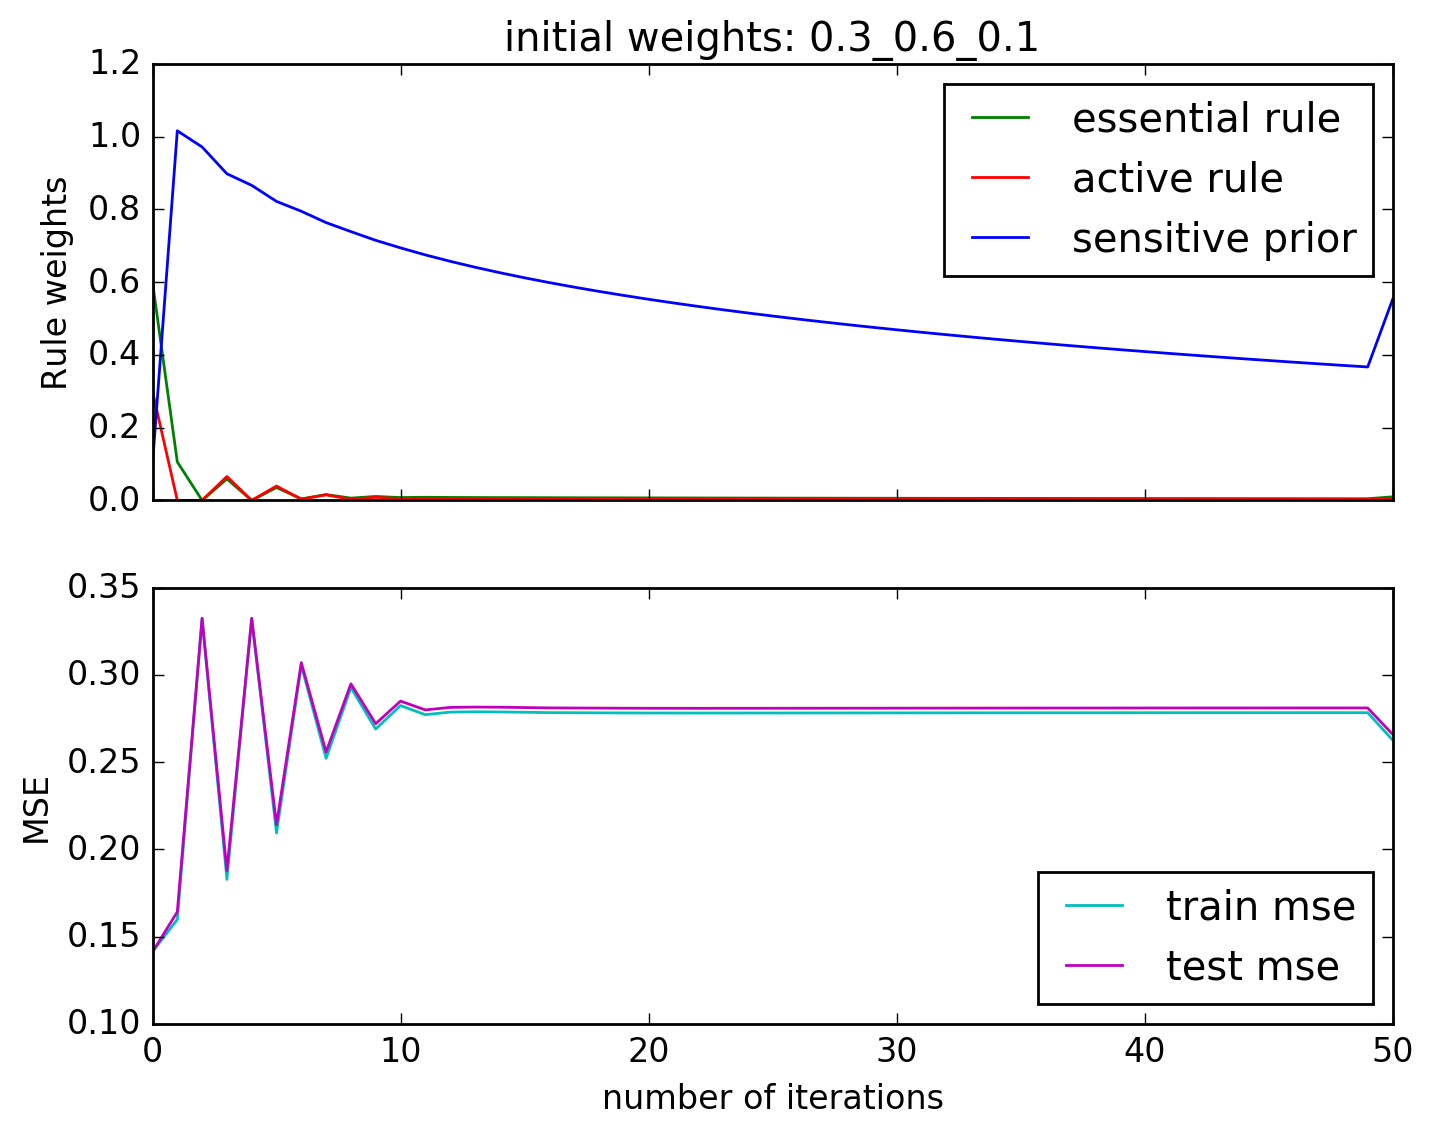 initial weights: 0.3_0.6_0.1
1.2
1.0
0.8
0.6
0.4
0.2
0.0
Rule weights
essential rule
active rule
sensitive prior
0.35
0.30
0.25
0.20
0.15
0.10
MSE
train mse
test mse
0 10 20 30 40 50
number of iterations